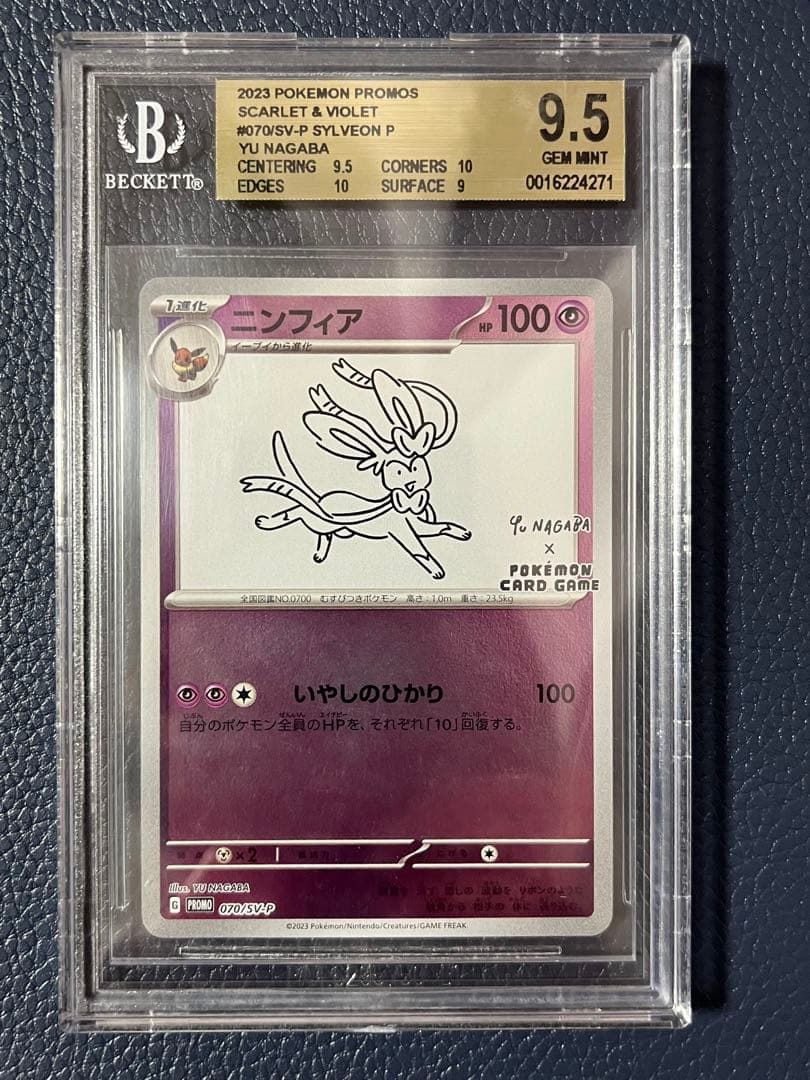 2023 POKEMON PROMOS
SCARLET & VIOLET
#070/SV-P SYLVEON P
YU NAGABA
CENTERING 9.5 CORNERS 10
EDGES 10 SURFACE 9
9.5
GEM MINT
0016224271
B
BECKETT®
1進化
ニンフィア
HP 100
イーブイから進化
Yu NAGABA
×
POKÉMON
CARD GAME
全国図鑑NO.0700 むすびつきポケモン 高さ:1.0m 重さ:23.5kg
いやしのひかり 100
自分のポケモン全員のHPを、それぞれ「10」回復する。
×2
Illus. YU NAGABA
G PROMO 070/SV-P
©2023 Pokémon/Nintendo/Creatures/GAME FREAK